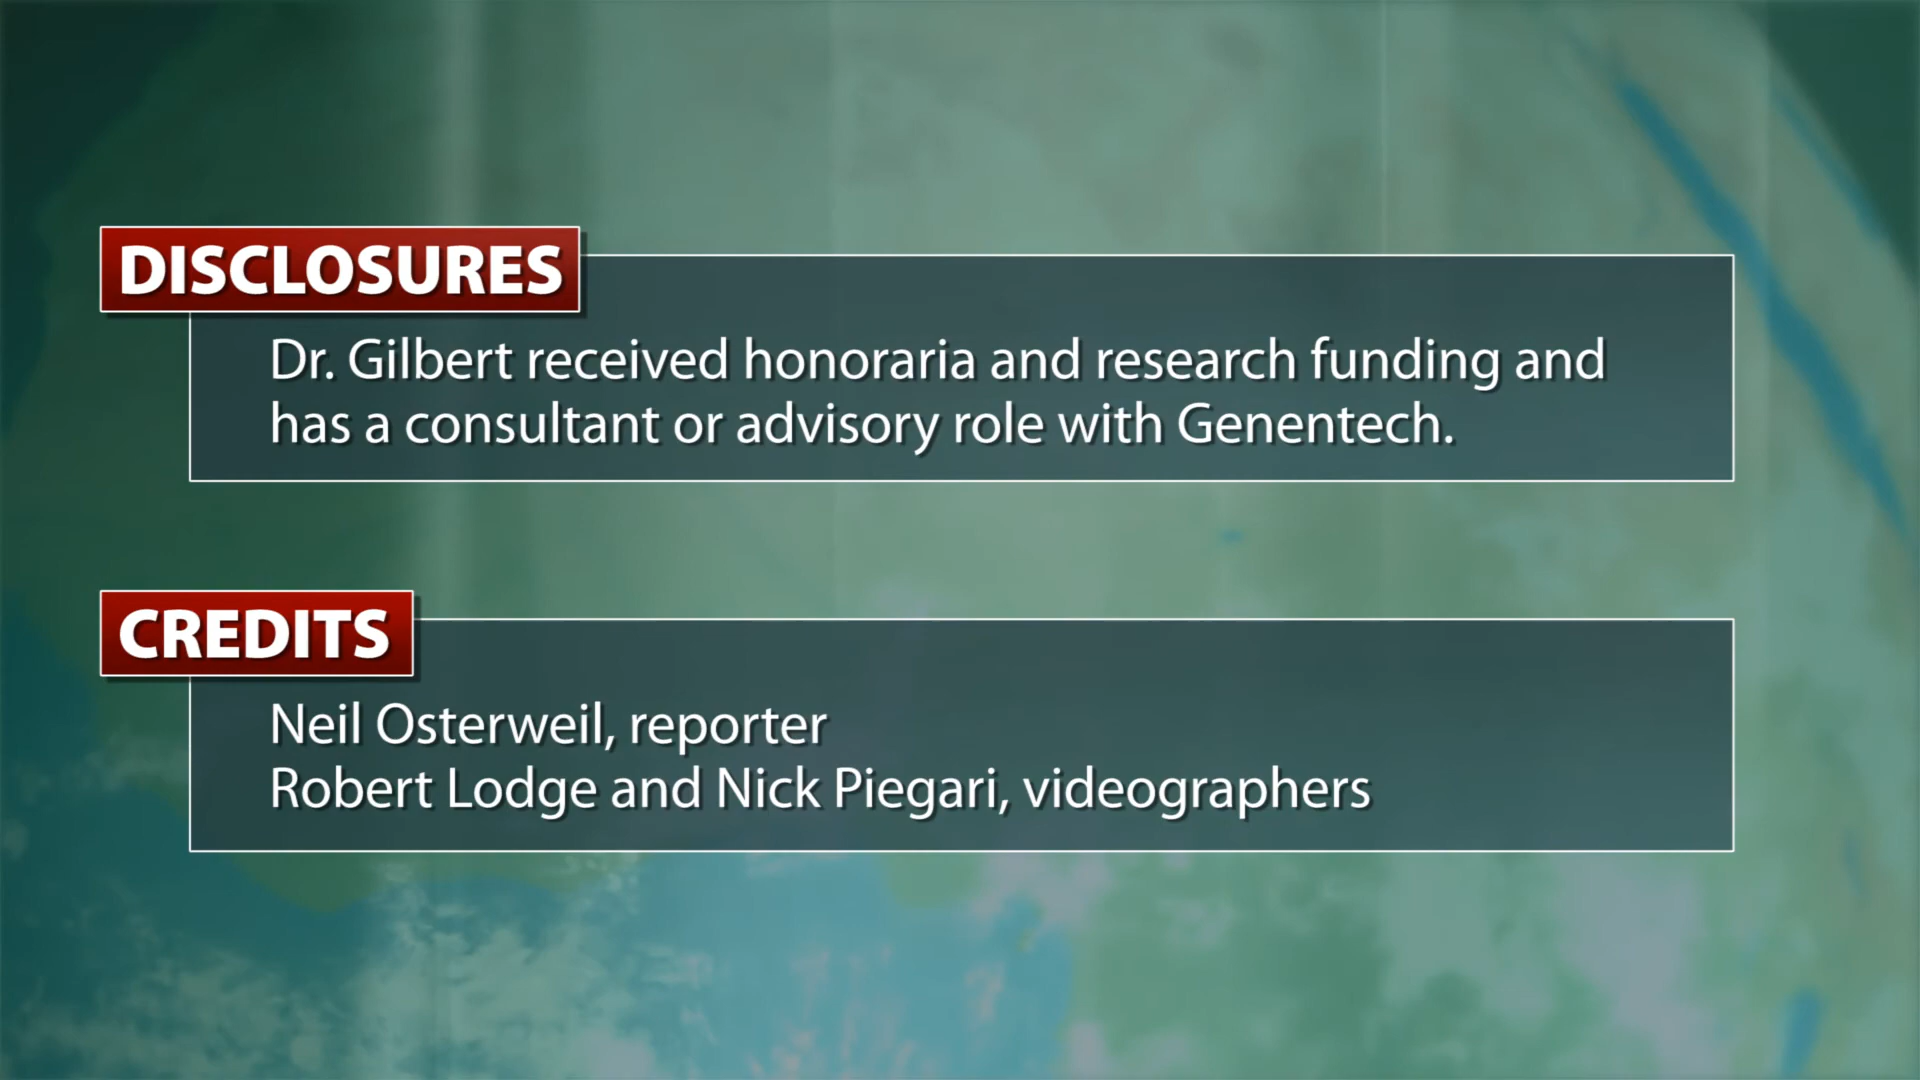 DISCLOSURES
Dr. Gilbert received honoraria and research funding and
has a consultant or advisory role with Genentech.
CREDITS
Neil Osterweil, reporter
Robert Lodge and Nick Piegari, videographers